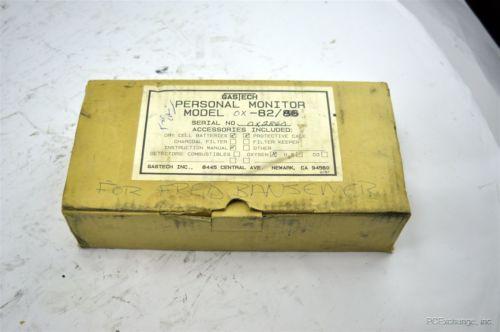 GASTECH
PERSONAL MONITOR
MODEL OX-82/86
SERIAL NO.
ACCESSORIES INCLUDED:
DRY CELL BATTERIES PROTECTIVE CASE
CHARCOAL FILTER FILTER KEEPER
INSTRUCTION MANUAL OTHER
DETECTORS: COMBUSTIBLES OXYGEN H2S CO
GASTECH INC., 8445 CENTRAL AVE., NEWARK, CA 94560
FOR FRED
PCExchange, inc.